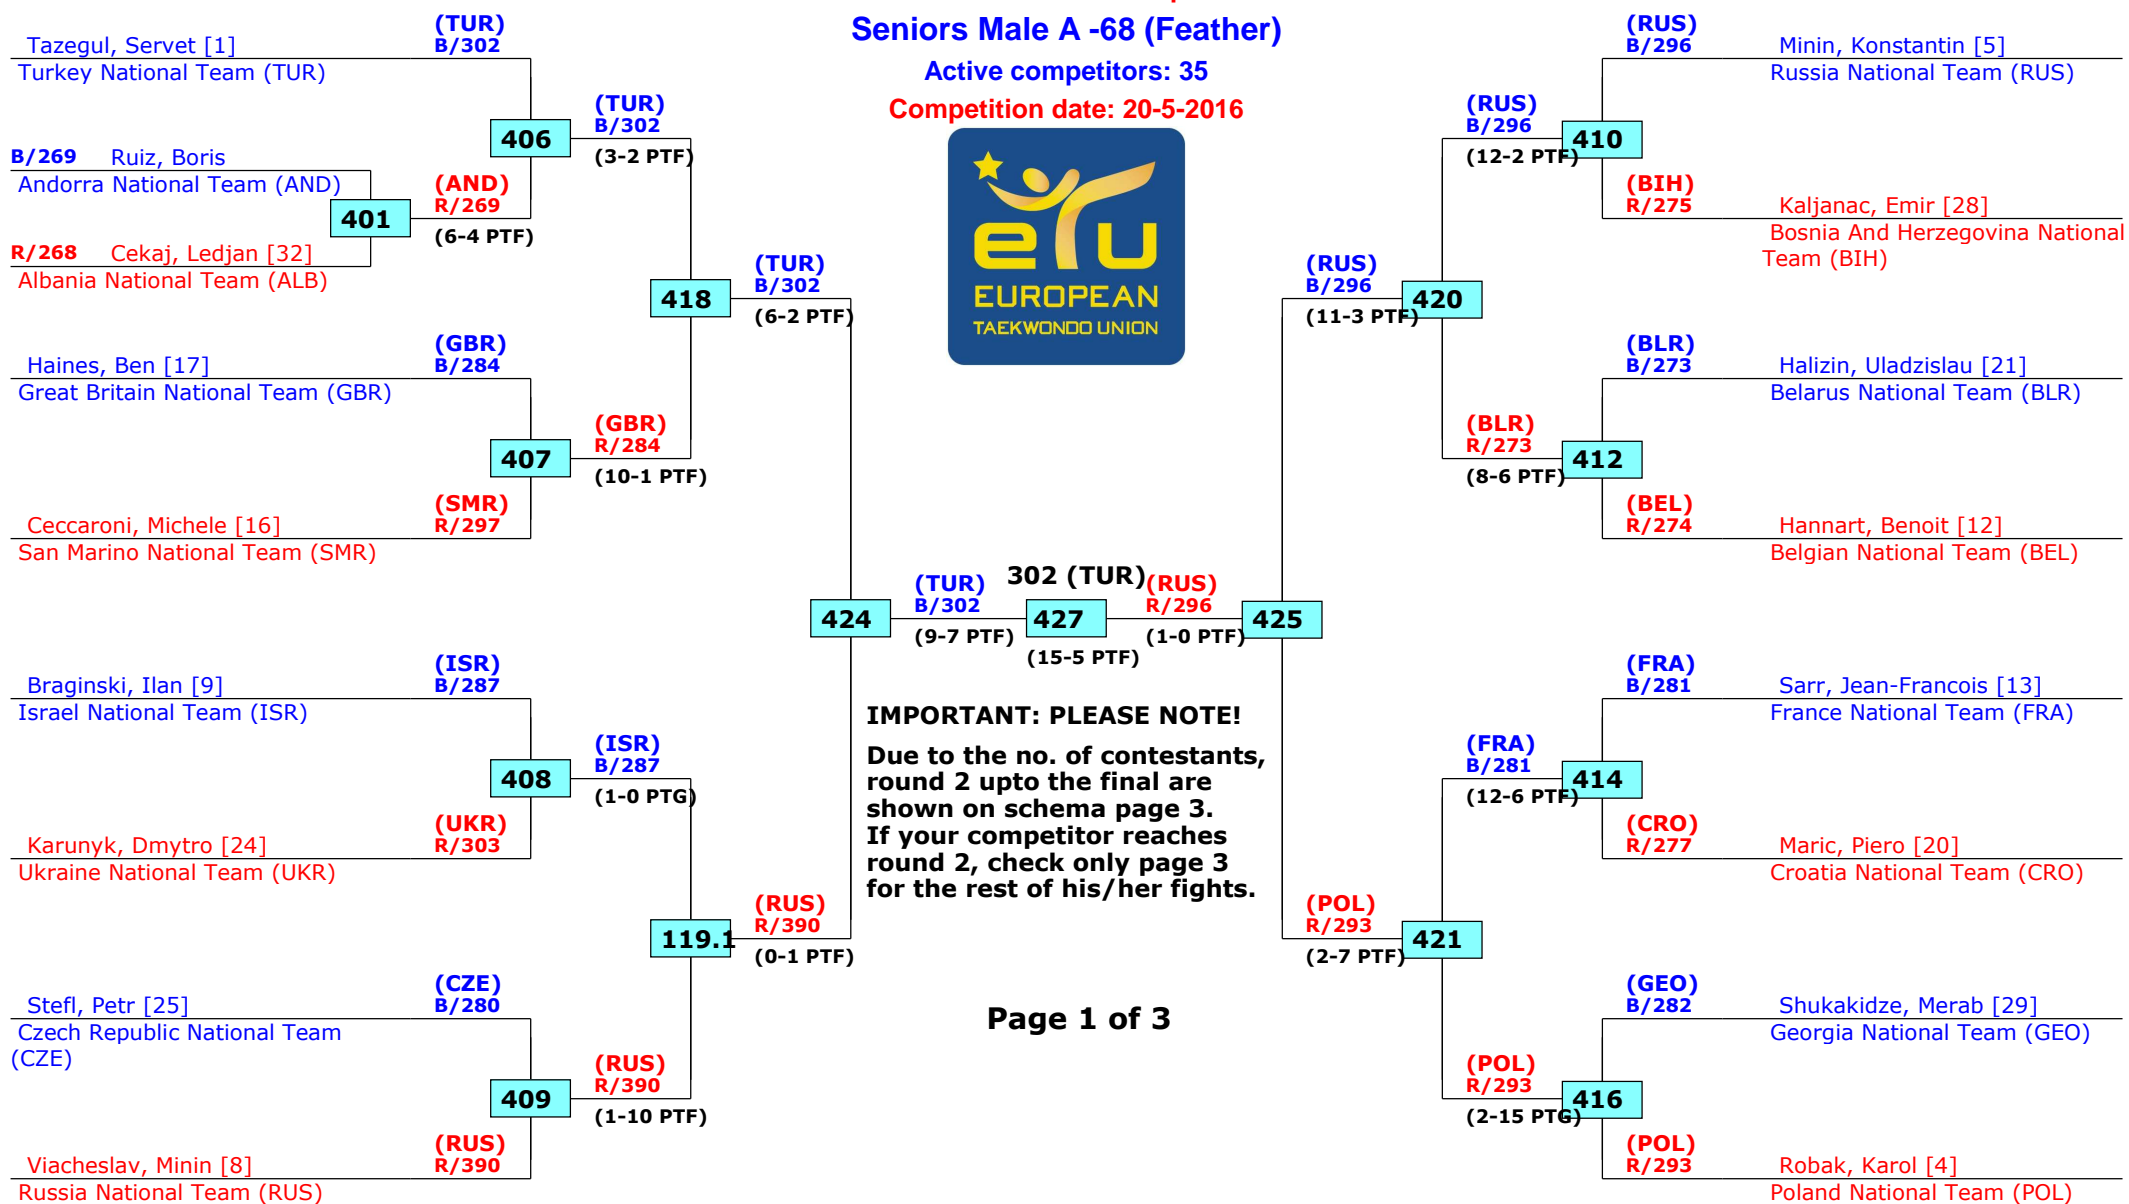 Seniors Male A -68 (Feather)
Active competitors: 35
Competition date: 20-5-2016
EUROPEAN
TAEKWONDO UNION
(TUR)
B/302
Tazegul, Servet [1]
Turkey National Team (TUR)
(TUR)
B/302
406
(3-2 PTF)
B/269 Ruiz, Boris
Andorra National Team (AND)
(AND)
R/269
401
(6-4 PTF)
R/268 Cekaj, Ledjan [32]
Albania National Team (ALB)
(TUR)
B/302
418
(6-2 PTF)
(GBR)
B/284
Haines, Ben [17]
Great Britain National Team (GBR)
(GBR)
R/284
407
(10-1 PTF)
(SMR)
R/297
Ceccaroni, Michele [16]
San Marino National Team (SMR)
(TUR)
B/302
424
(9-7 PTF)
302 (TUR)
427
(15-5 PTF)
(RUS)
R/296
425
(1-0 PTF)
(ISR)
B/287
Braginski, Ilan [9]
Israel National Team (ISR)
(ISR)
B/287
408
(1-0 PTG)
(UKR)
R/303
Karunyk, Dmytro [24]
Ukraine National Team (UKR)
(RUS)
R/390
119.1
(0-1 PTF)
(CZE)
B/280
Stefl, Petr [25]
Czech Republic National Team
(CZE)
(RUS)
R/390
409
(1-10 PTF)
(RUS)
R/390
Viacheslav, Minin [8]
Russia National Team (RUS)
IMPORTANT: PLEASE NOTE!
Due to the no. of contestants,
round 2 upto the final are
shown on schema page 3.
If your competitor reaches
round 2, check only page 3
for the rest of his/her fights.
Page 1 of 3
(RUS)
B/296
Minin, Konstantin [5]
Russia National Team (RUS)
(RUS)
B/296
410
(12-2 PTF)
(BIH)
R/275
Kaljanac, Emir [28]
Bosnia And Herzegovina National
Team (BIH)
(RUS)
B/296
420
(11-3 PTF)
(BLR)
B/273
Halizin, Uladzislau [21]
Belarus National Team (BLR)
(BLR)
R/273
412
(8-6 PTF)
(BEL)
R/274
Hannart, Benoit [12]
Belgian National Team (BEL)
(FRA)
B/281
Sarr, Jean-Francois [13]
France National Team (FRA)
(FRA)
B/281
414
(12-6 PTF)
(CRO)
R/277
Maric, Piero [20]
Croatia National Team (CRO)
(POL)
R/293
421
(2-7 PTF)
(GEO)
B/282
Shukakidze, Merab [29]
Georgia National Team (GEO)
(POL)
R/293
416
(2-15 PTG)
(POL)
R/293
Robak, Karol [4]
Poland National Team (POL)